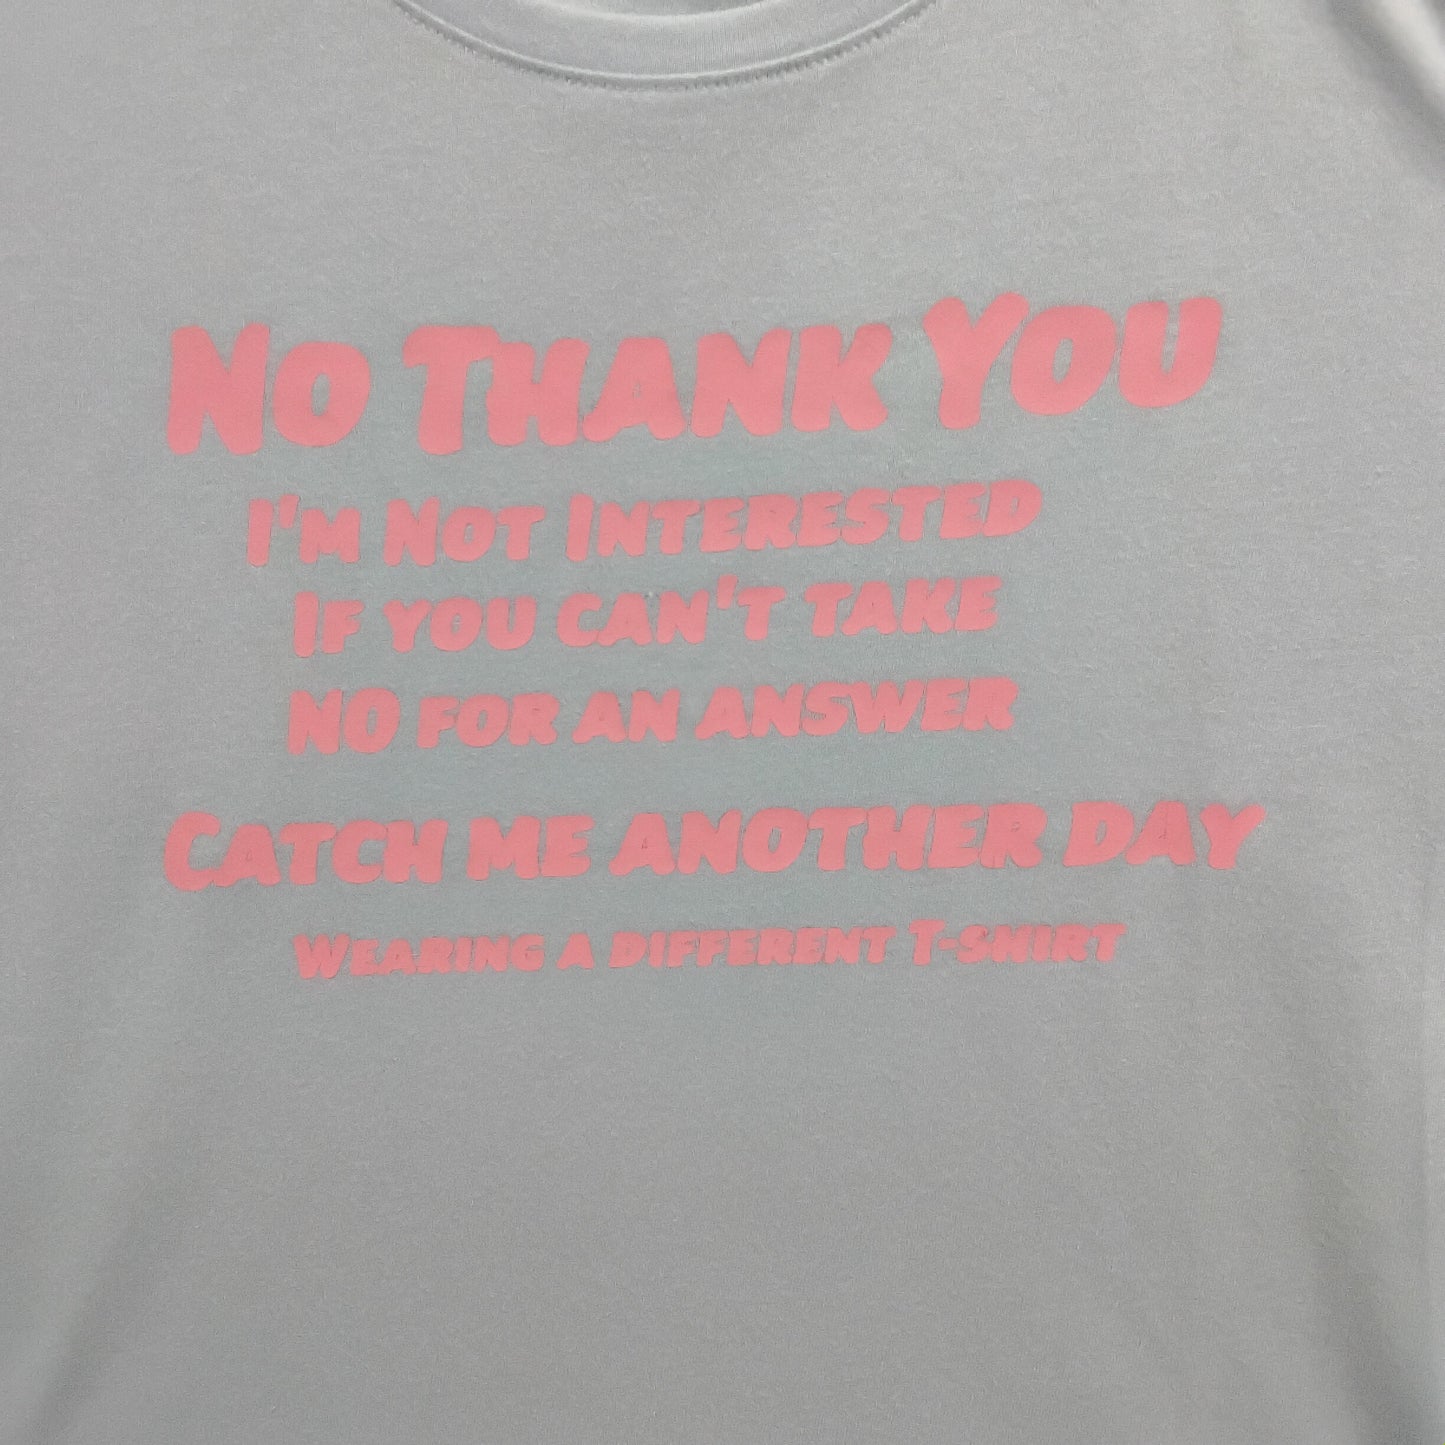 No Thank You
I'm Not Interested
If you can't take
NO for an answer
Catch me another day
Wearing a different T-shirt